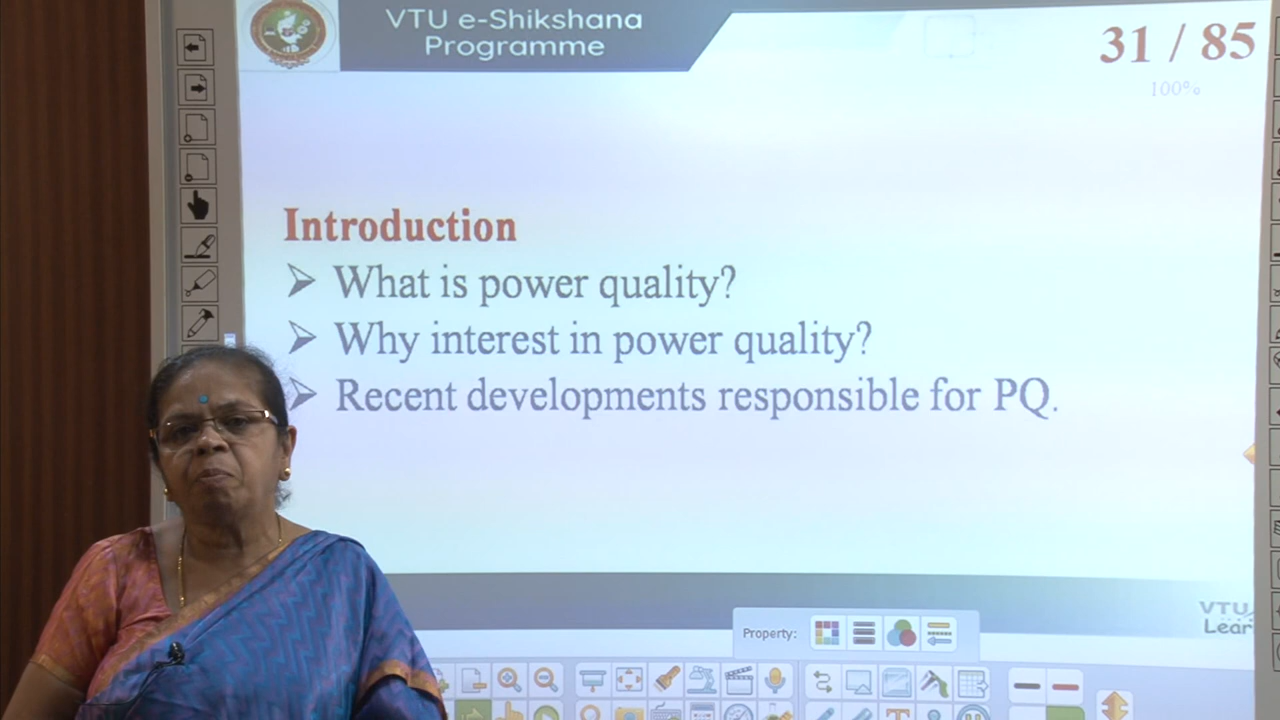 VTU e-Shikshana
Programme
31 / 85
100%
Introduction
➢ What is power quality?
➢ Why interest in power quality?
➢ Recent developments responsible for PQ.
VTU
Lear
Property: